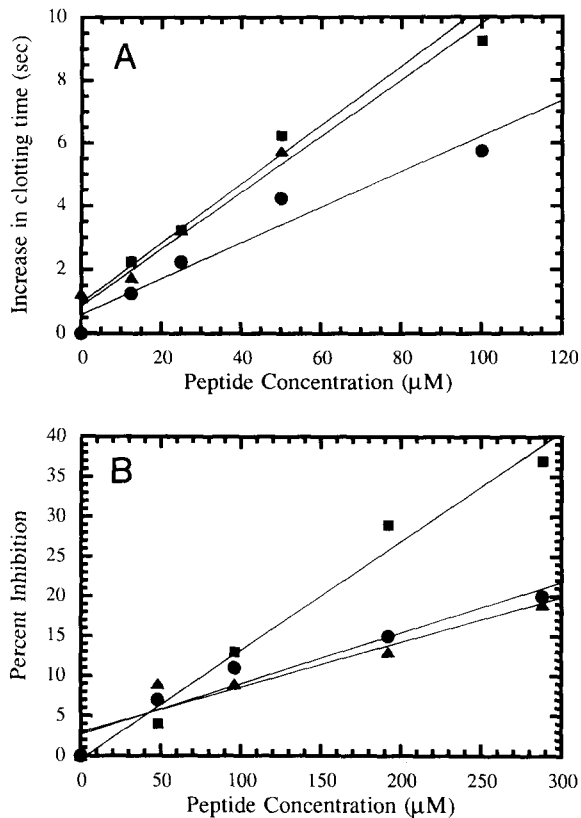 A
Increase in clotting time (sec)
10
8
6
4
2
0
0 20 40 60 80 100 120
Peptide Concentration (μM)
B
Percent Inhibition
40
35
30
25
20
15
10
5
0
0 50 100 150 200 250 300
Peptide Concentration (μM)